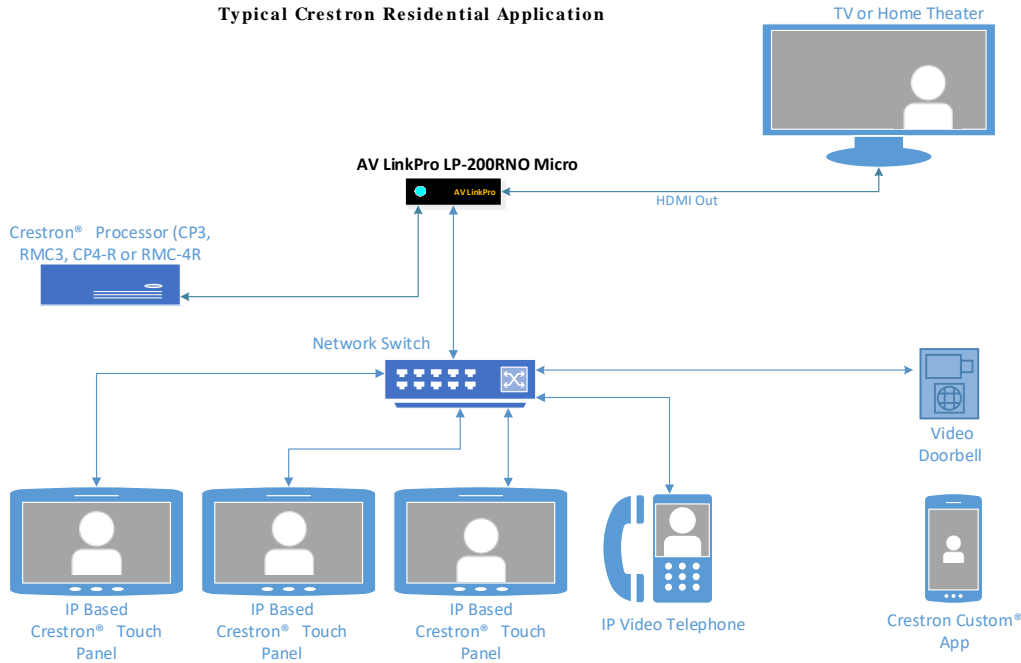 Typical Crestron Residential Application
TV or Home Theater
AV LinkPro LP-200RNO Micro
AV LinkPro
HDMI Out
Crestron® Processor (CP3,
RMC3, CP4-R or RMC-4R
Network Switch
Video
Doorbell
IP Based
Crestron® Touch
Panel
IP Based
Crestron® Touch
Panel
IP Based
Crestron® Touch
Panel
IP Video Telephone
Crestron Custom®
App